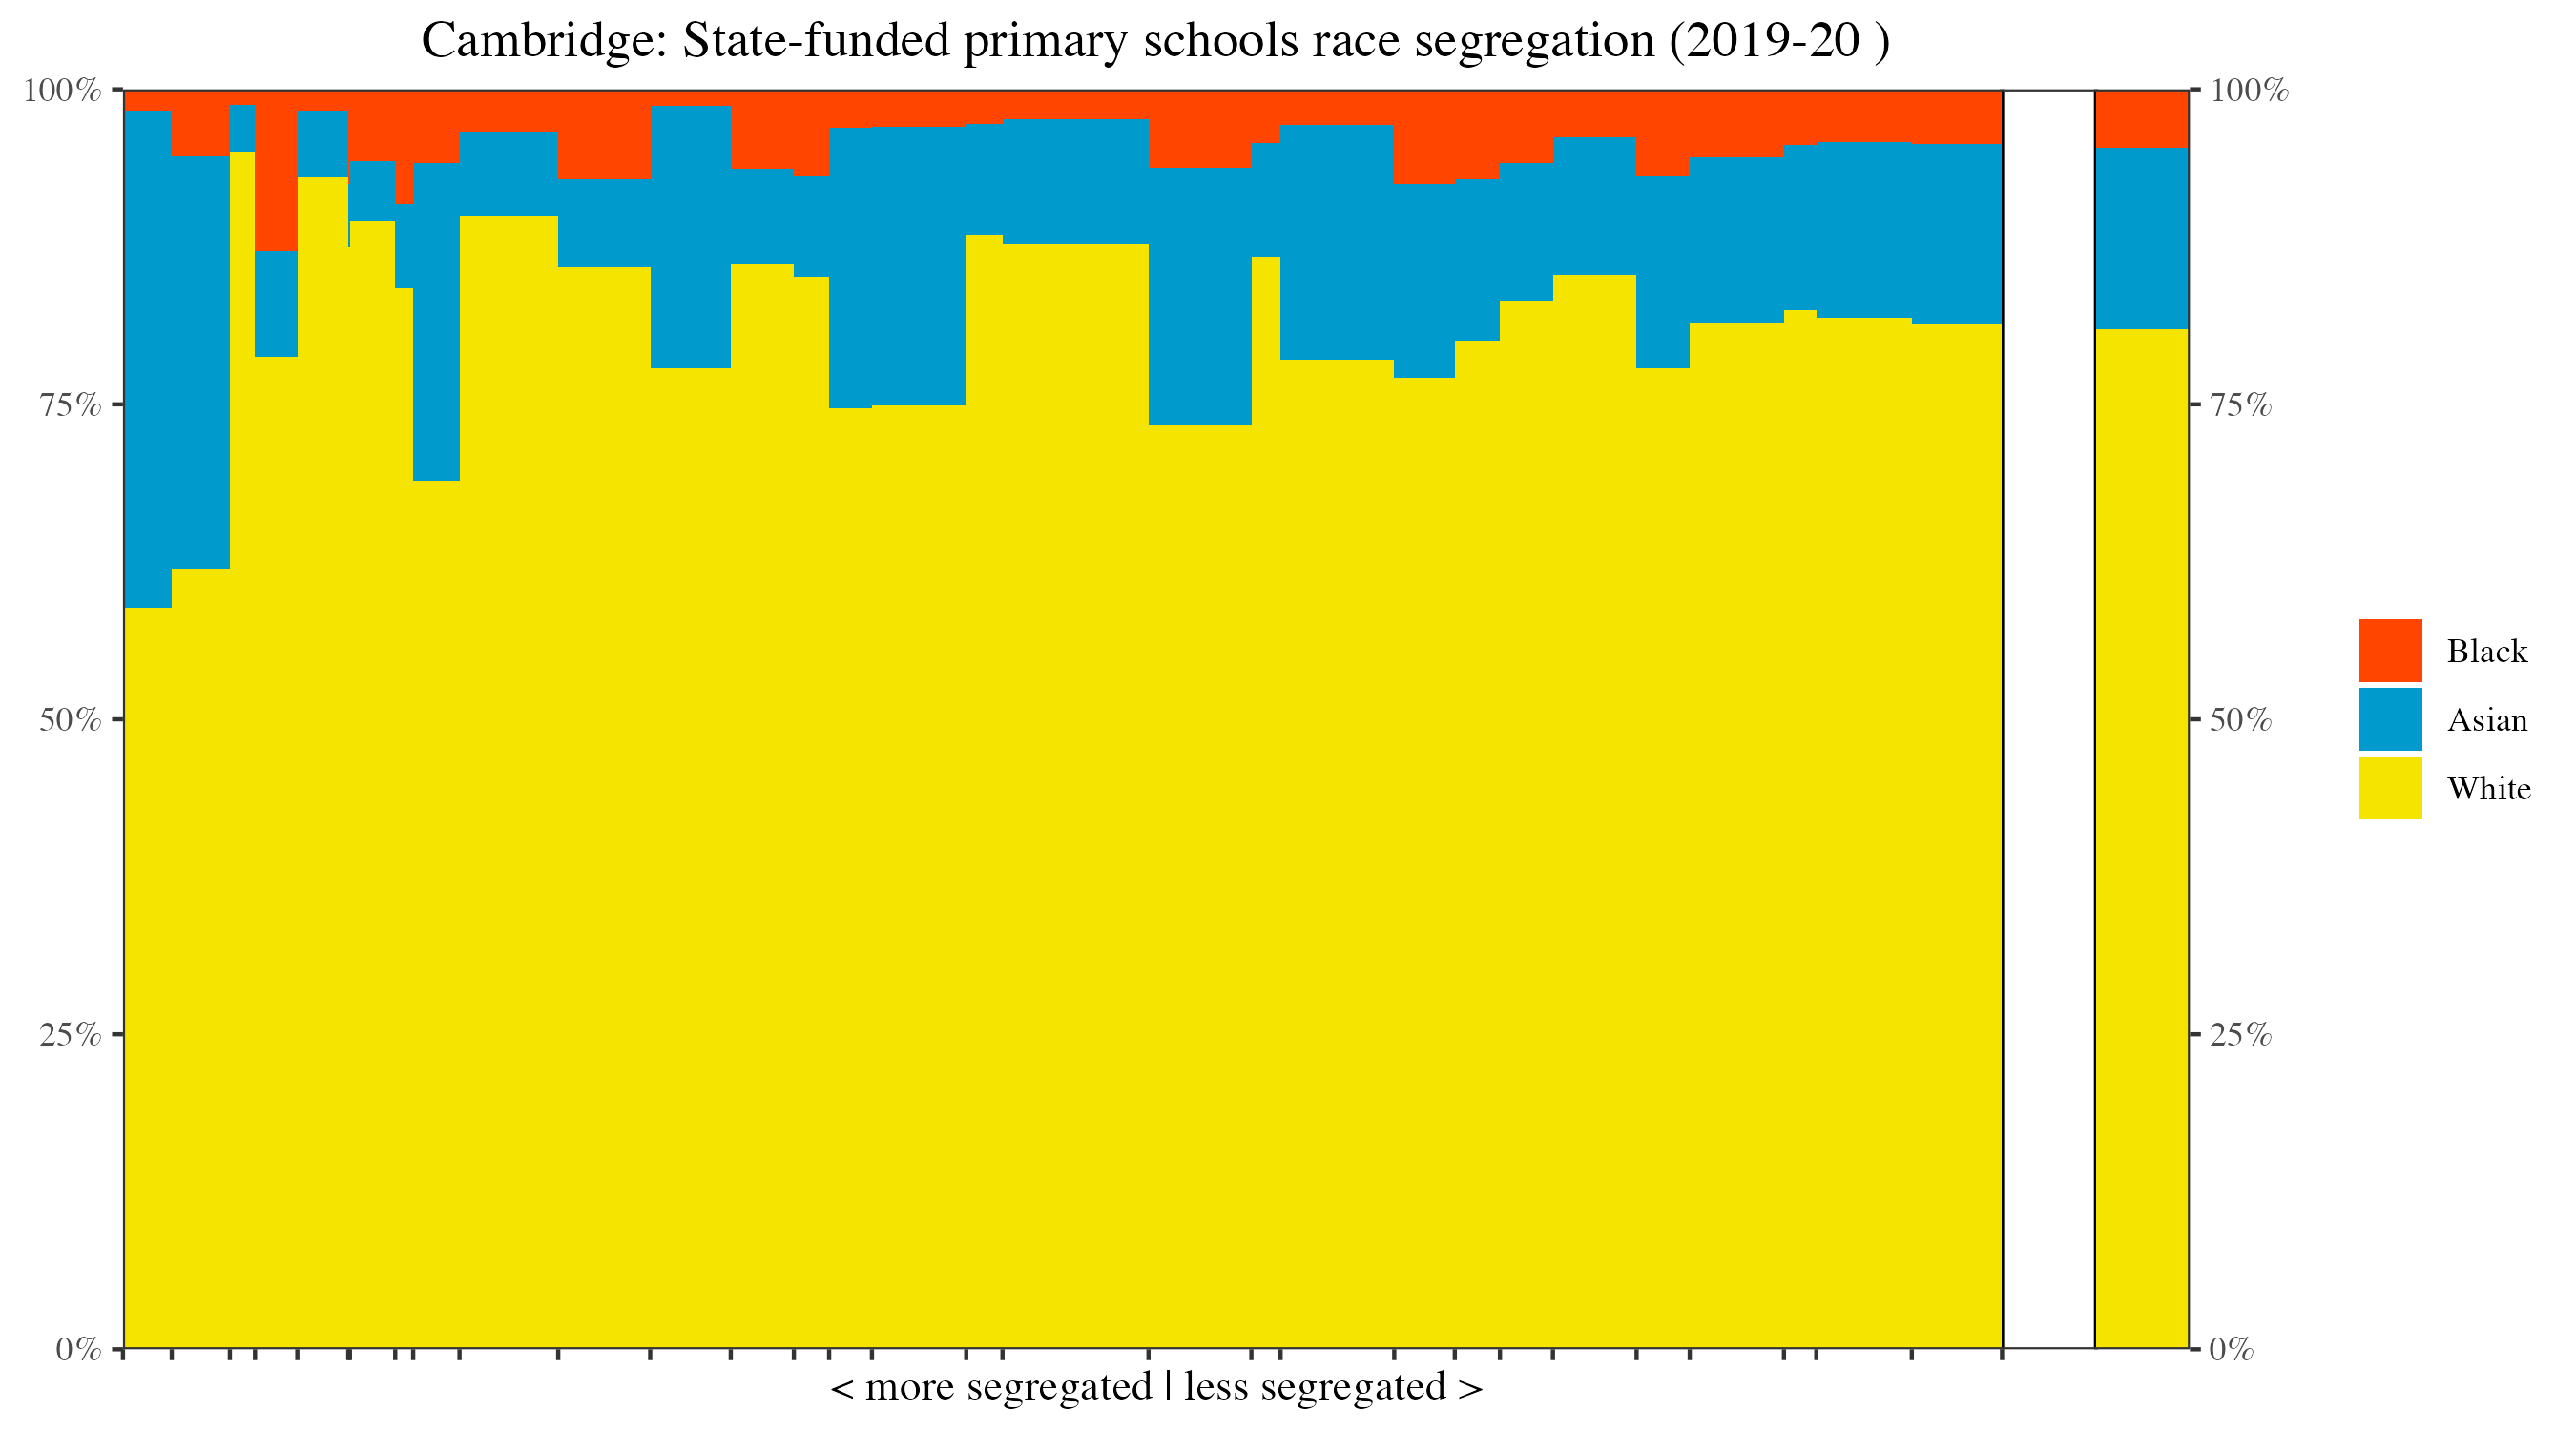 Cambridge: State-funded primary schools race segregation (2019-20 )
100%
75%
50%
25%
0%
100%
75%
50%
25%
0%
Black
Asian
White
< more segregated | less segregated >